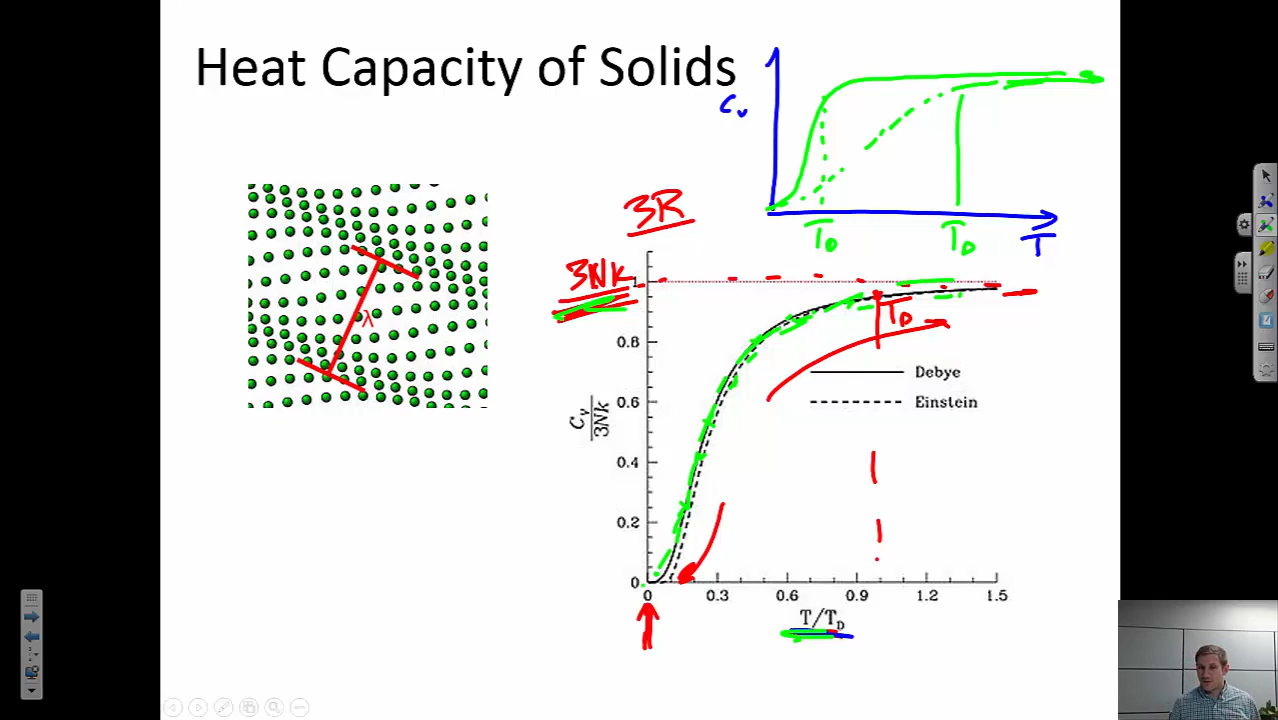 Heat Capacity of Solids
Cv
TD
TD
T
3R
3Nk
1
λ
TD
0.8
0.6
0.4
0.2
0
Debye
Einstein
Cv
3Nk
0 0.3 0.6 0.9 1.2 1.5
T/TD